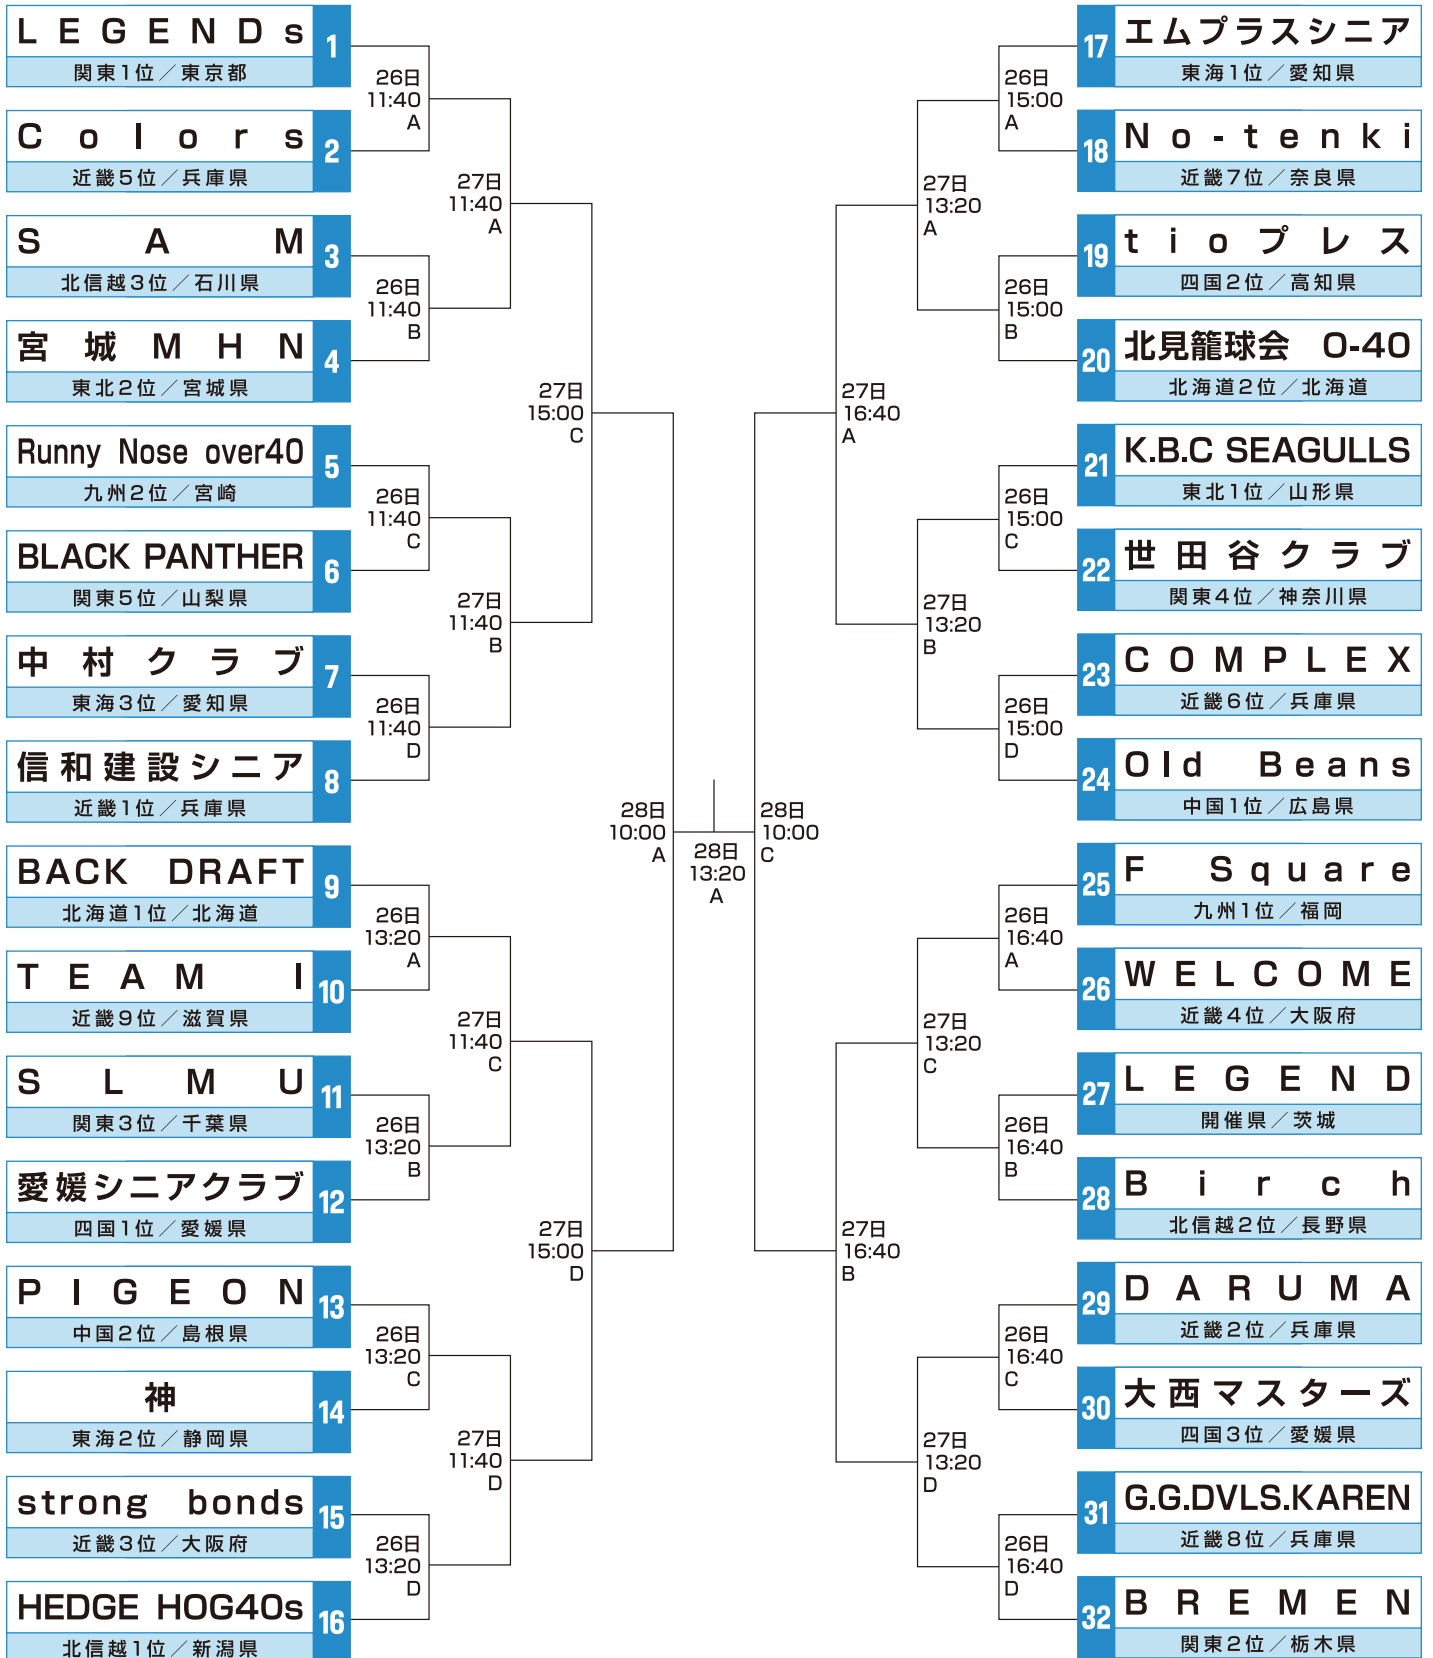 LEGENDs
関東1位／東京都
1
Colors
近畿5位／兵庫県
2
SAM
北信越3位／石川県
3
宮城MHN
東北2位／宮城県
4
Runny Nose over40
九州2位／宮崎
5
BLACK PANTHER
関東5位／山梨県
6
中村クラブ
東海3位／愛知県
7
信和建設シニア
近畿1位／兵庫県
8
BACK DRAFT
北海道1位／北海道
9
TEAM I
近畿9位／滋賀県
10
SLMU
関東3位／千葉県
11
愛媛シニアクラブ
四国1位／愛媛県
12
PIGEON
中国2位／島根県
13
神
東海2位／静岡県
14
strong bonds
近畿3位／大阪府
15
HEDGE HOG40s
北信越1位／新潟県
16
26日
11:40
A
26日
11:40
B
26日
11:40
C
26日
11:40
D
26日
13:20
A
26日
13:20
B
26日
13:20
C
26日
13:20
D
27日
11:40
A
27日
11:40
B
27日
11:40
C
27日
11:40
D
27日
15:00
C
27日
15:00
D
28日
10:00
A
28日
13:20
A
28日
10:00
C
27日
16:40
A
27日
16:40
B
27日
13:20
A
27日
13:20
B
27日
13:20
C
27日
13:20
D
26日
15:00
A
26日
15:00
B
26日
15:00
C
26日
15:00
D
26日
16:40
A
26日
16:40
B
26日
16:40
C
26日
16:40
D
17
エムプラスシニア
東海1位／愛知県
18
No-tenki
近畿7位／奈良県
19
tioプレス
四国2位／高知県
20
北見籠球会 O-40
北海道2位／北海道
21
K.B.C SEAGULLS
東北1位／山形県
22
世田谷クラブ
関東4位／神奈川県
23
COMPLEX
近畿6位／兵庫県
24
Old Beans
中国1位／広島県
25
F Square
九州1位／福岡
26
WELCOME
近畿4位／大阪府
27
LEGEND
開催県／茨城
28
Birch
北信越2位／長野県
29
DARUMA
近畿2位／兵庫県
30
大西マスターズ
四国3位／愛媛県
31
G.G.DVLS.KAREN
近畿8位／兵庫県
32
BREMEN
関東2位／栃木県